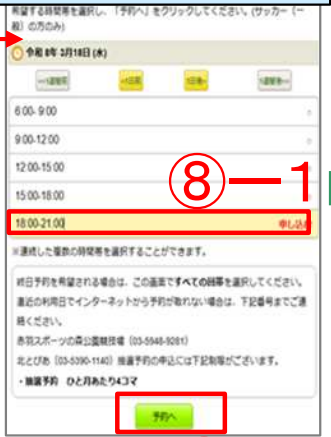 希望する時間帯を選択し、「予約へ」をクリックしてください。(サッカー(一
般)の方のみ)
令和 8年 3月18日 (水)
6:00- 9:00
9:00-12:00
12:00-15:00
15:00-18:00
18:00-21:00
申し込み
⑧ー1
※連続した複数の時間帯を選択することができます。
終日予約を希望される場合は、この画面ですべての時間帯を選択してください。
直近の利用日でインターネットから予約が取れない場合は、下記番号までご連
絡ください。
赤羽スポーツの森公園競技場 (03-5948-9281)
北とぴあ (03-5390-1140) 抽選予約の申込には下記制限がございます。
・抽選予約 ひと月あたり4コマ
予約へ